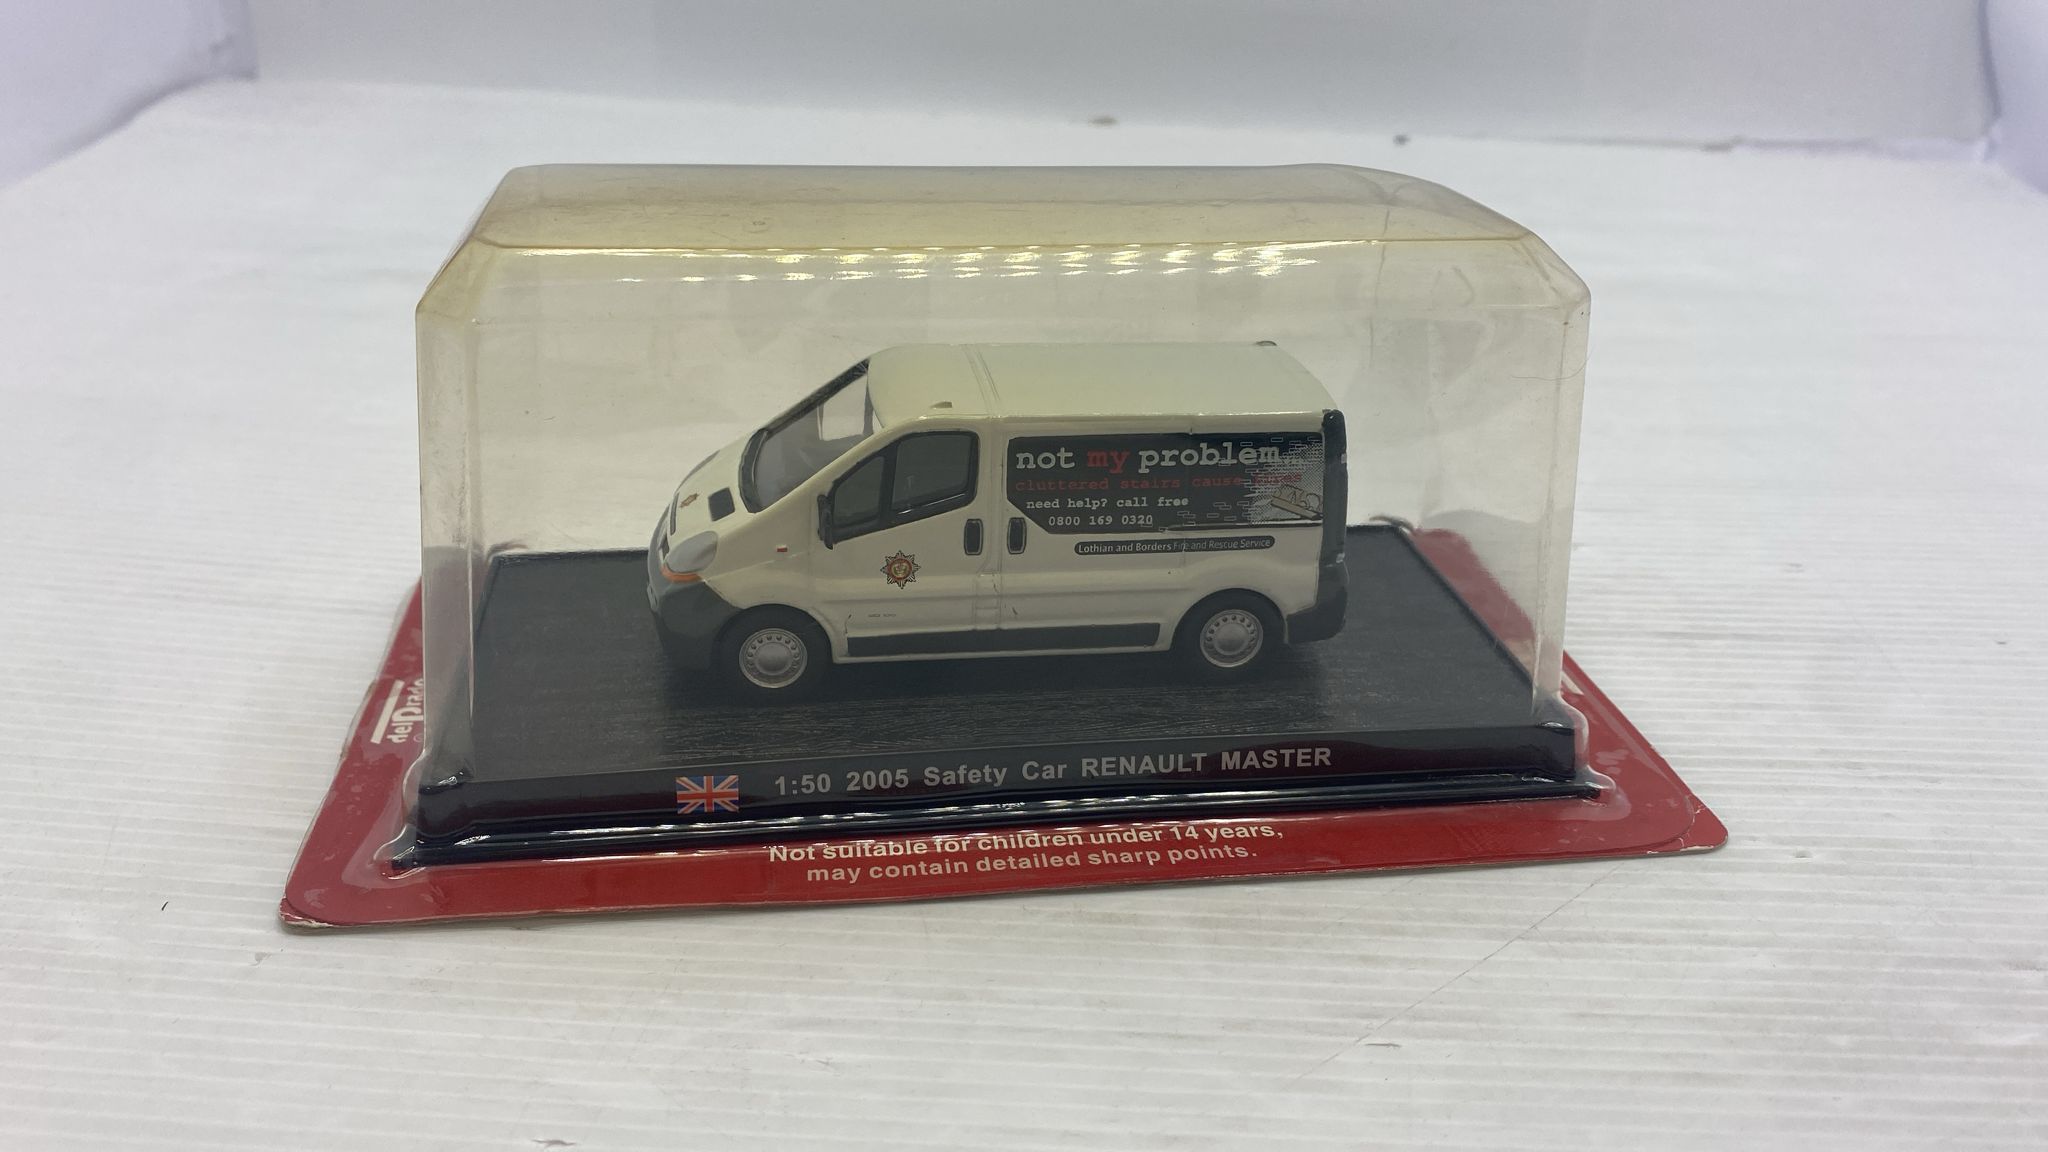 not my problem
cluttered stairs cause fires
need help? call free
0800 169 0320
Lothian and Borders Fire and Rescue Service
delPrado
1:50 2005 Safety Car RENAULT MASTER
Not suitable for children under 14 years,
may contain detailed sharp points.